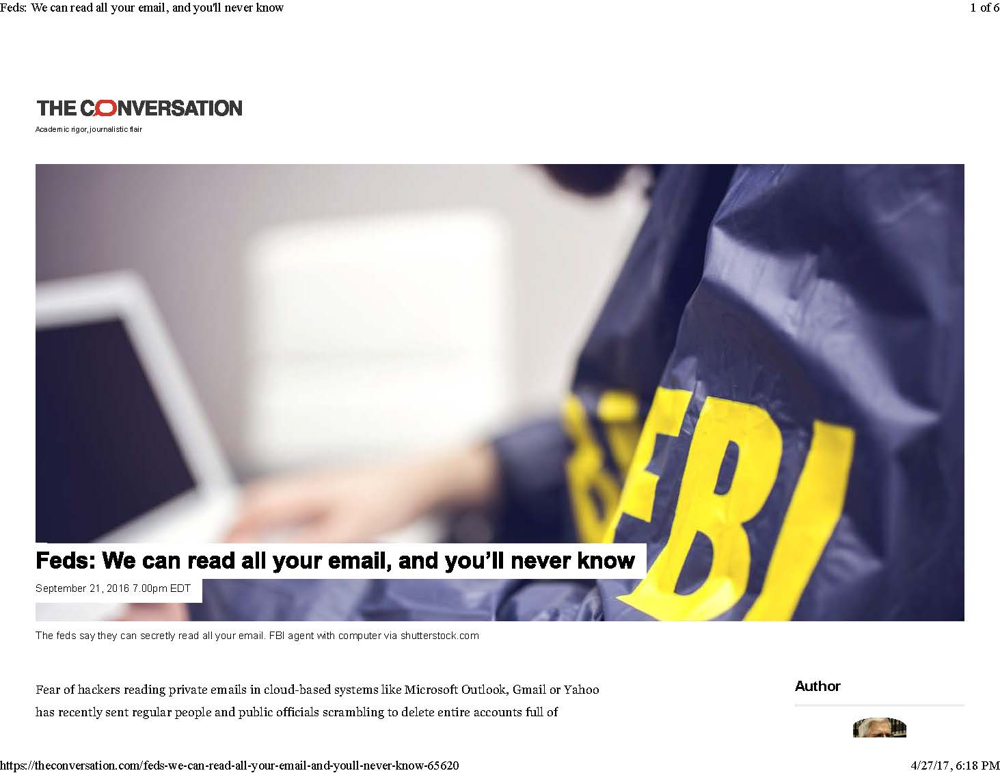 Feds: We can read all your email, and you'll never know
1 of 6
THE CONVERSATION
Academic rigor, journalistic flair
FBI
Feds: We can read all your email, and you’ll never know
September 21, 2016 7.00pm EDT
The feds say they can secretly read all your email. FBI agent with computer via shutterstock.com
Fear of hackers reading private emails in cloud-based systems like Microsoft Outlook, Gmail or Yahoo
has recently sent regular people and public officials scrambling to delete entire accounts full of
Author
https://theconversation.com/feds-we-can-read-all-your-email-and-youll-never-know-65620
4/27/17, 6:18 PM